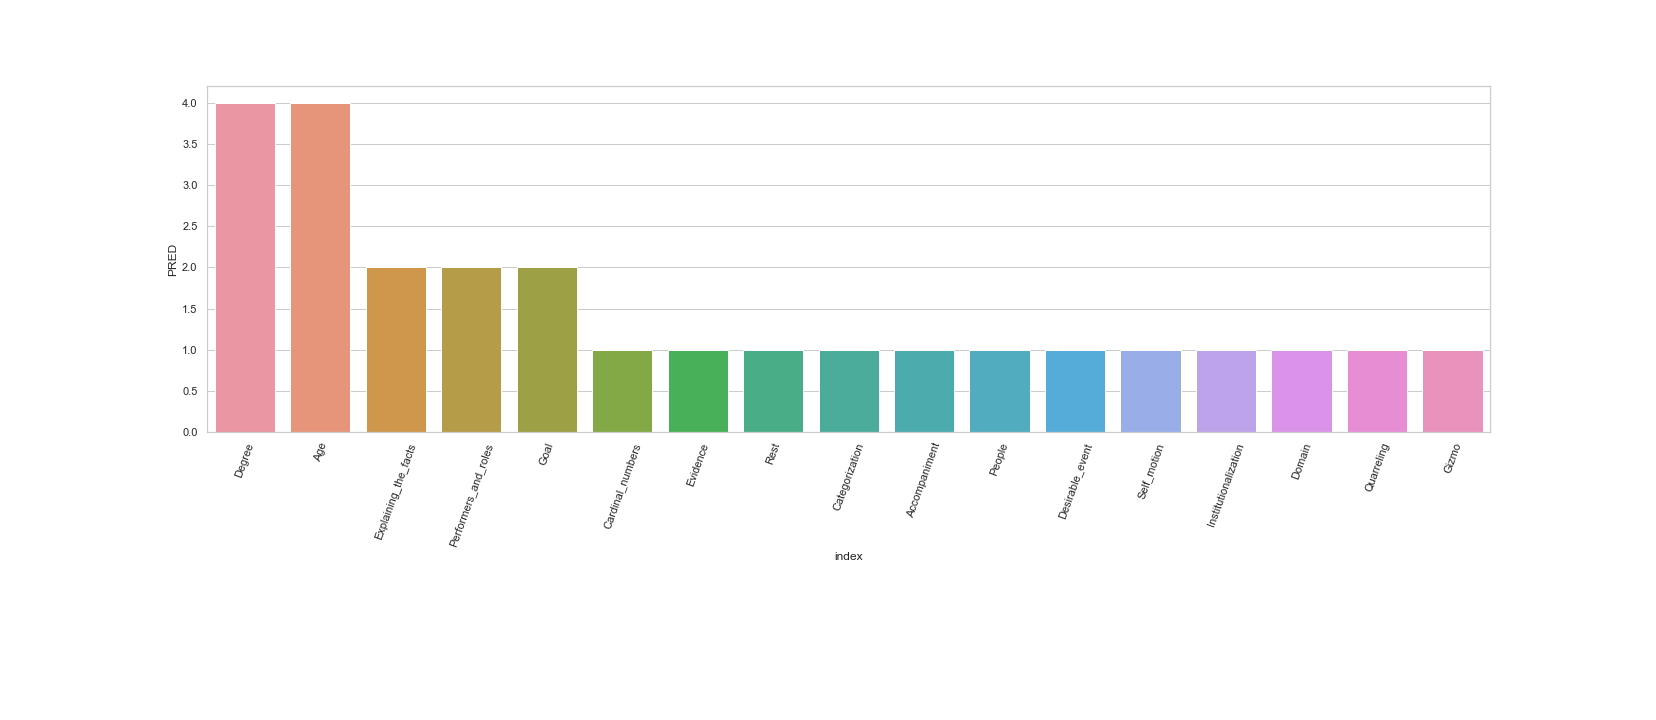 4.0
3.5
3.0
2.5
2.0
1.5
1.0
0.5
0.0
PRED
Degree
Age
Explaining_the_facts
Performers_and_roles
Goal
Cardinal_numbers
Evidence
Rest
Categorization
Accompaniment
People
Desirable_event
Self_motion
Institutionalization
Domain
Quarreling
Gizmo
index